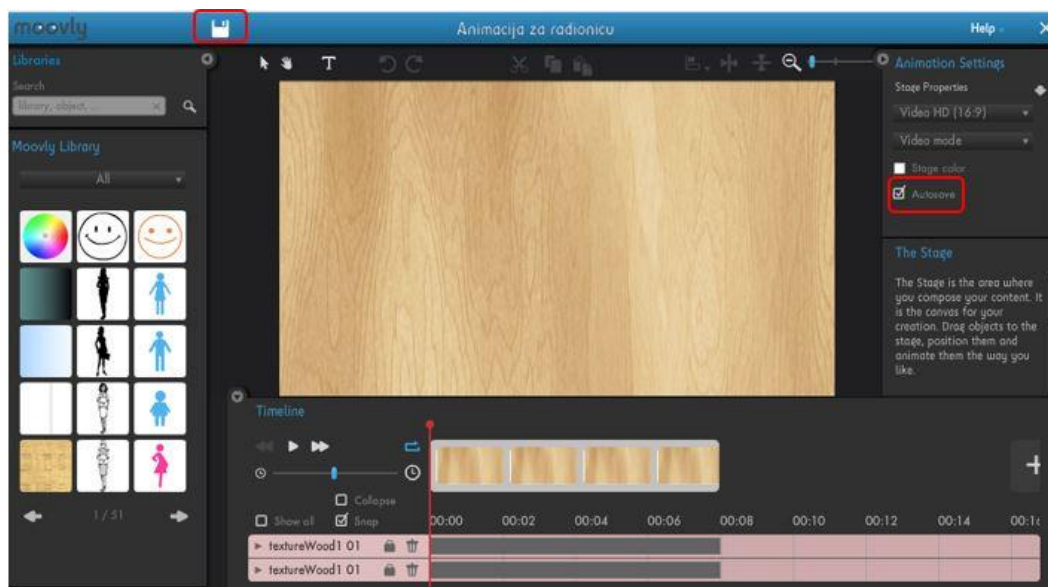 moovly
Animacija za radionicu
Help
Libraries
Search
library, object, ...
Moovly Library
All
1 / 51
T
Animation Settings
Stage Properties
Video HD (16:9)
Video mode
Stage color
Autosave
The Stage
The Stage is the area where
you compose your content. It
is the canvas for your
creation. Drag objects to the
stage, position them and
animate them the way you
like.
Timeline
Collapse
Show all Snap
00:00 00:02 00:04 00:06 00:08 00:10 00:12 00:14
textureWood1 01
textureWood1 01